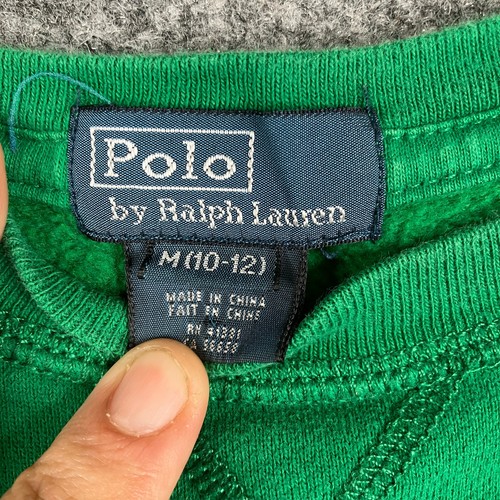 Polo
by Ralph Lauren
M (10-12)
MADE IN CHINA
FAIT EN CHINE
RN 41381
CA 56658